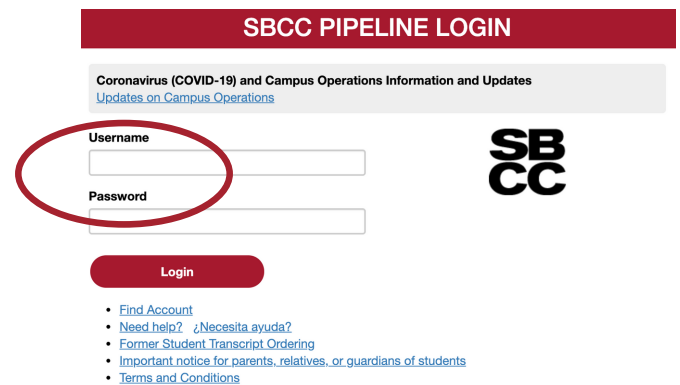 SBCC PIPELINE LOGIN
Coronavirus (COVID-19) and Campus Operations Information and Updates
Updates on Campus Operations
Username
SB
CC
Password
Login
Find Account
Need help? ¿Necesita ayuda?
Former Student Transcript Ordering
Important notice for parents, relatives, or guardians of students
Terms and Conditions